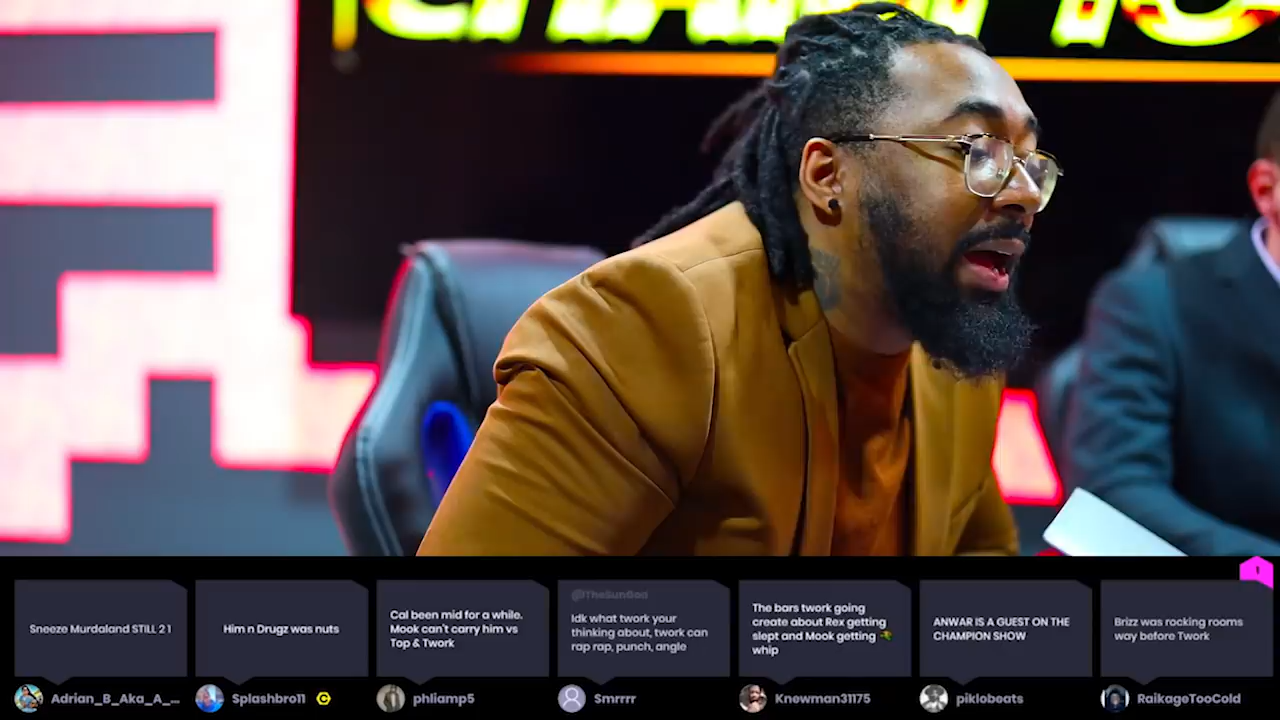 CHAMPIO
1
Sneeze Murdaland STILL 2 1
Him n Drugz was nuts
Cal been mid for a while.
Mook can't carry him vs
Top & Twork
@ITheSunGod
Idk what twork your
thinking about, twork can
rap rap, punch, angle
The bars twork going
create about Rex getting
slept and Mook getting
whip
ANWAR IS A GUEST ON THE
CHAMPION SHOW
Brizz was rocking rooms
way before Twork
Adrian_B_Aka_A_...
Splashbro11
phliamp5
Smrrrr
Knewman31175
piklobeats
RaikageTooCold